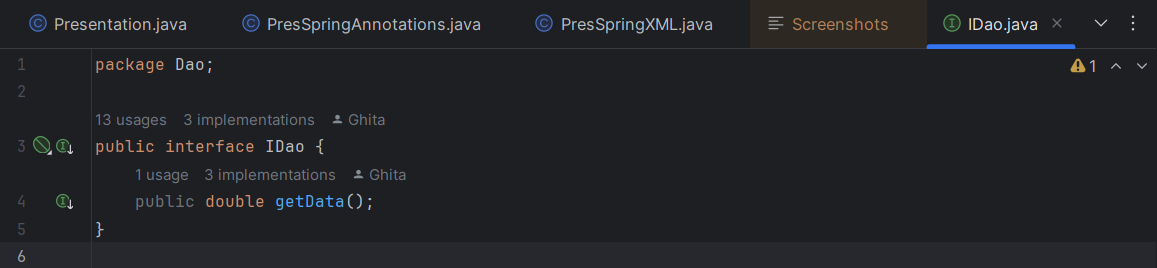 Presentation.java PresSpringAnnotations.java PresSpringXML.java Screenshots IDao.java
1 package Dao; 1
2
13 usages 3 implementations Ghita
3 public interface IDao {
1 usage 3 implementations Ghita
4 public double getData();
5 }
6